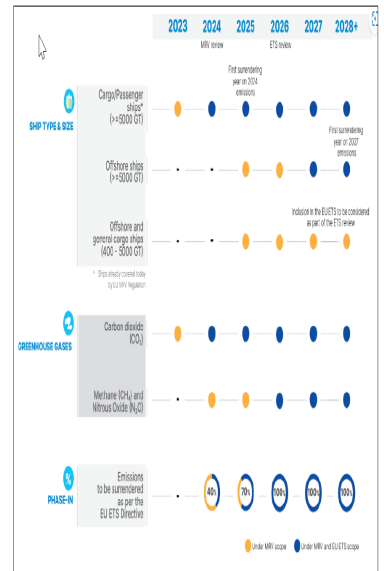 2023 2024 2025 2026 2027 2028+
MRV review
ETS review
First surrendering
year on 2024
emissions
SHIP TYPE & SIZE
Cargo/Passenger
ships*
(>=5000 GT)
First surrendering
year on 2027
emissions
Offshore ships
(>=5000 GT)
Inclusion in the EU ETS to be considered
as part of the ETS review
Offshore and
general cargo ships
(400 - 5000 GT)
* Ships already covered today
by EU MRV Regulation
GREENHOUSE GASES
Carbon dioxide
(CO₂)
Methane (CH₄) and
Nitrous Oxide (N₂O)
PHASE-IN
Emissions
to be surrendered
as per the
EU ETS Directive
40% 70% 100% 100% 100%
Under MRV scope
Under MRV and EU ETS scope